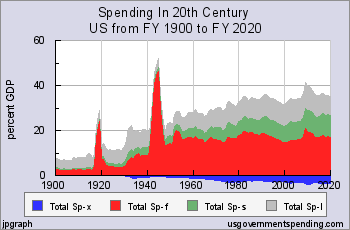 Spending In 20th Century
US from FY 1900 to FY 2020
percent GDP
60
40
20
0
1900 1920 1940 1960 1980 2000 2020
Total Sp-x Total Sp-f Total Sp-s Total Sp-l
jpgraph usgovernmentspending.com